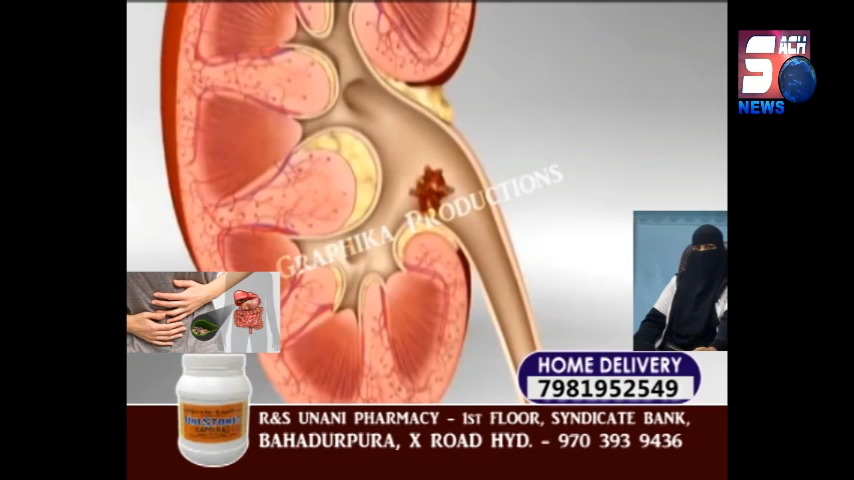 SACH
NEWS
GRAPHIKA PRODUCTIONS
HOME DELIVERY
7981952549
R&S UNANI PHARMACY - 1ST FLOOR, SYNDICATE BANK,
BAHADURPURA, X ROAD HYD. - 970 393 9436